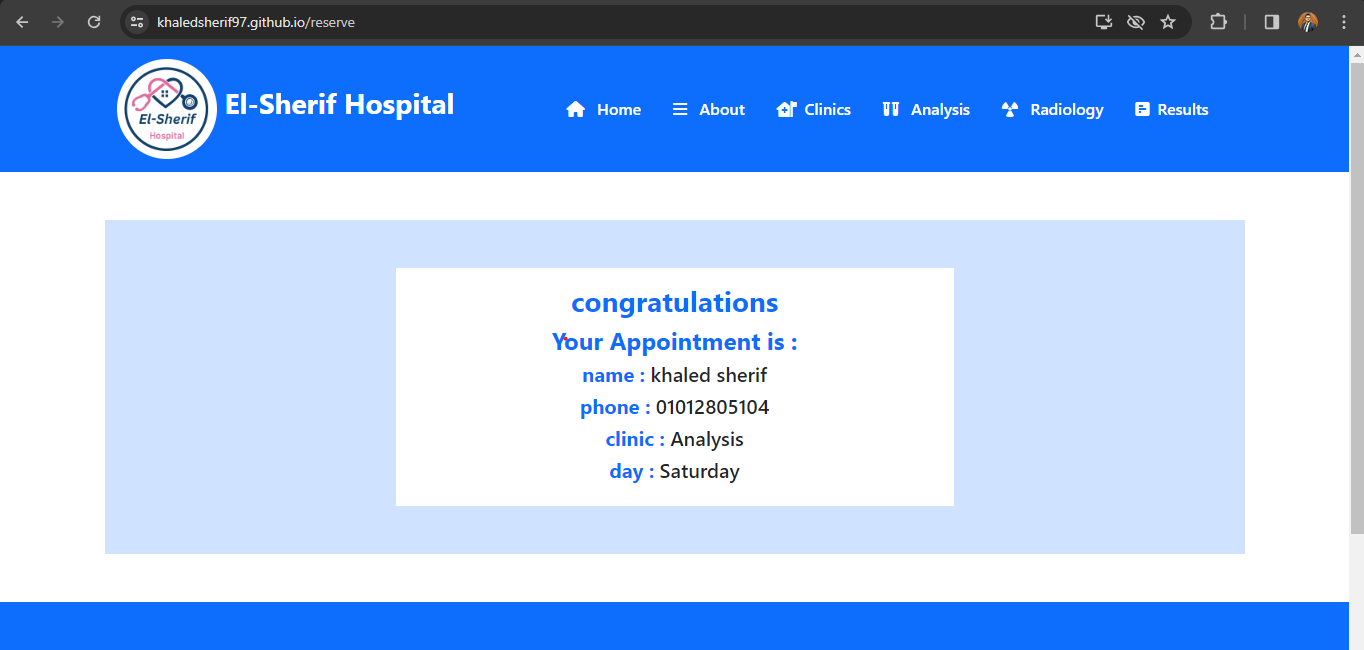 khaledsherif97.github.io/reserve
El-Sherif
Hospital
El-Sherif Hospital
Home
About
Clinics
Analysis
Radiology
Results
congratulations
Your Appointment is :
name : khaled sherif
phone : 01012805104
clinic : Analysis
day : Saturday